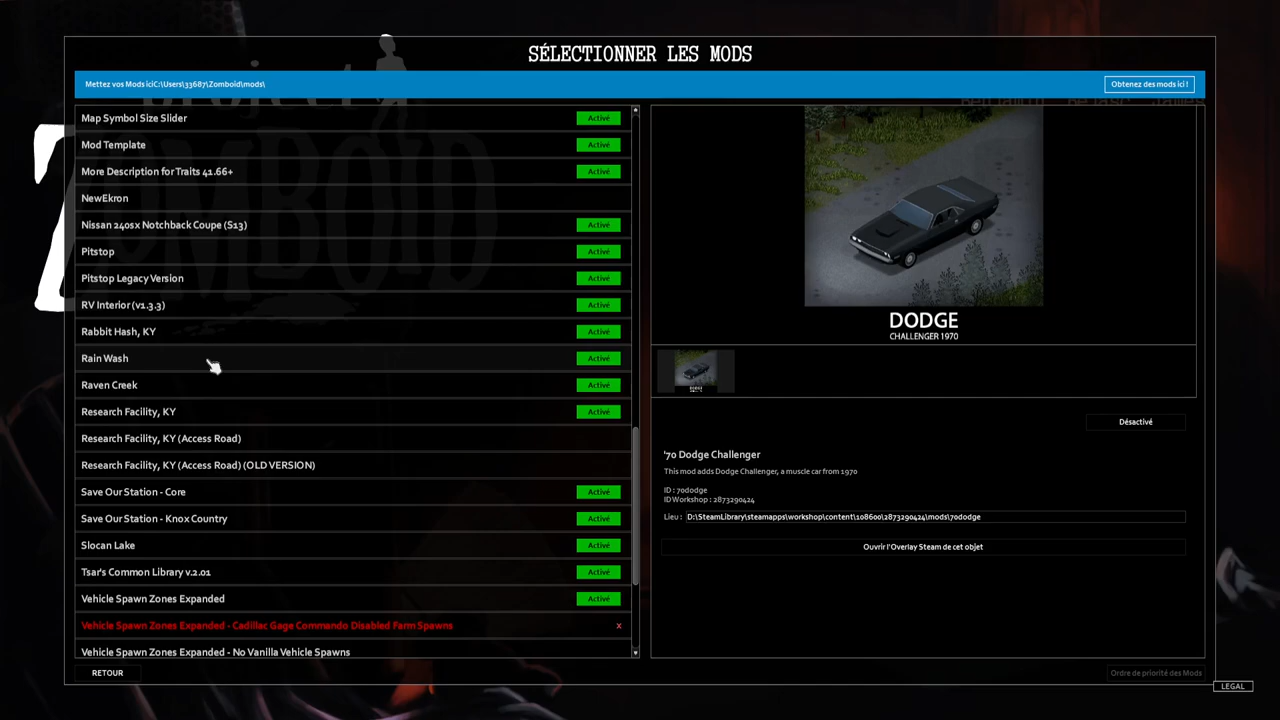 SÉLECTIONNER LES MODS
Mettez vos Mods iciC:\Users\33687\Zomboid\mods\
Obtenez des mods ici !
project
ZOMBOID
Map Symbol Size Slider Activé
Mod Template Activé
More Description for Traits 41.66+ Activé
NewEkron
Nissan 240sx Notchback Coupe (S13) Activé
Pitstop Activé
Pitstop Legacy Version Activé
RV Interior (v1.3.3) Activé
Rabbit Hash, KY Activé
Rain Wash Activé
Raven Creek Activé
Research Facility, KY Activé
Research Facility, KY (Access Road)
Research Facility, KY (Access Road) (OLD VERSION)
Save Our Station - Core Activé
Save Our Station - Knox Country Activé
Slocan Lake Activé
Tsar's Common Library v.2.01 Activé
Vehicle Spawn Zones Expanded Activé
Vehicle Spawn Zones Expanded - Cadillac Gage Commando Disabled Farm Spawns x
Vehicle Spawn Zones Expanded - No Vanilla Vehicle Spawns
RETOUR
DODGE
CHALLENGER 1970
Désactivé
'70 Dodge Challenger
This mod adds Dodge Challenger, a muscle car from 1970
ID : 70dodge
ID Workshop : 2873290424
Lieu : D:\SteamLibrary\steamapps\workshop\content\108600\2873290424\mods\70dodge
Ouvrir l'Overlay Steam de cet objet
Ordre de priorité des Mods
LEGAL